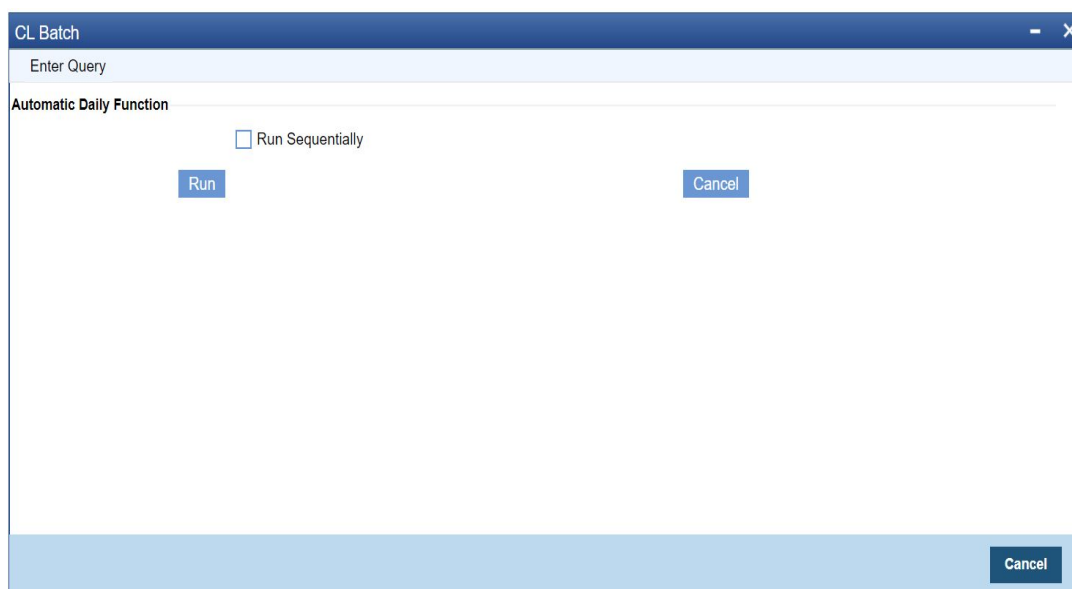 CL Batch
Enter Query
Automatic Daily Function
Run Sequentially
Run Cancel
Cancel